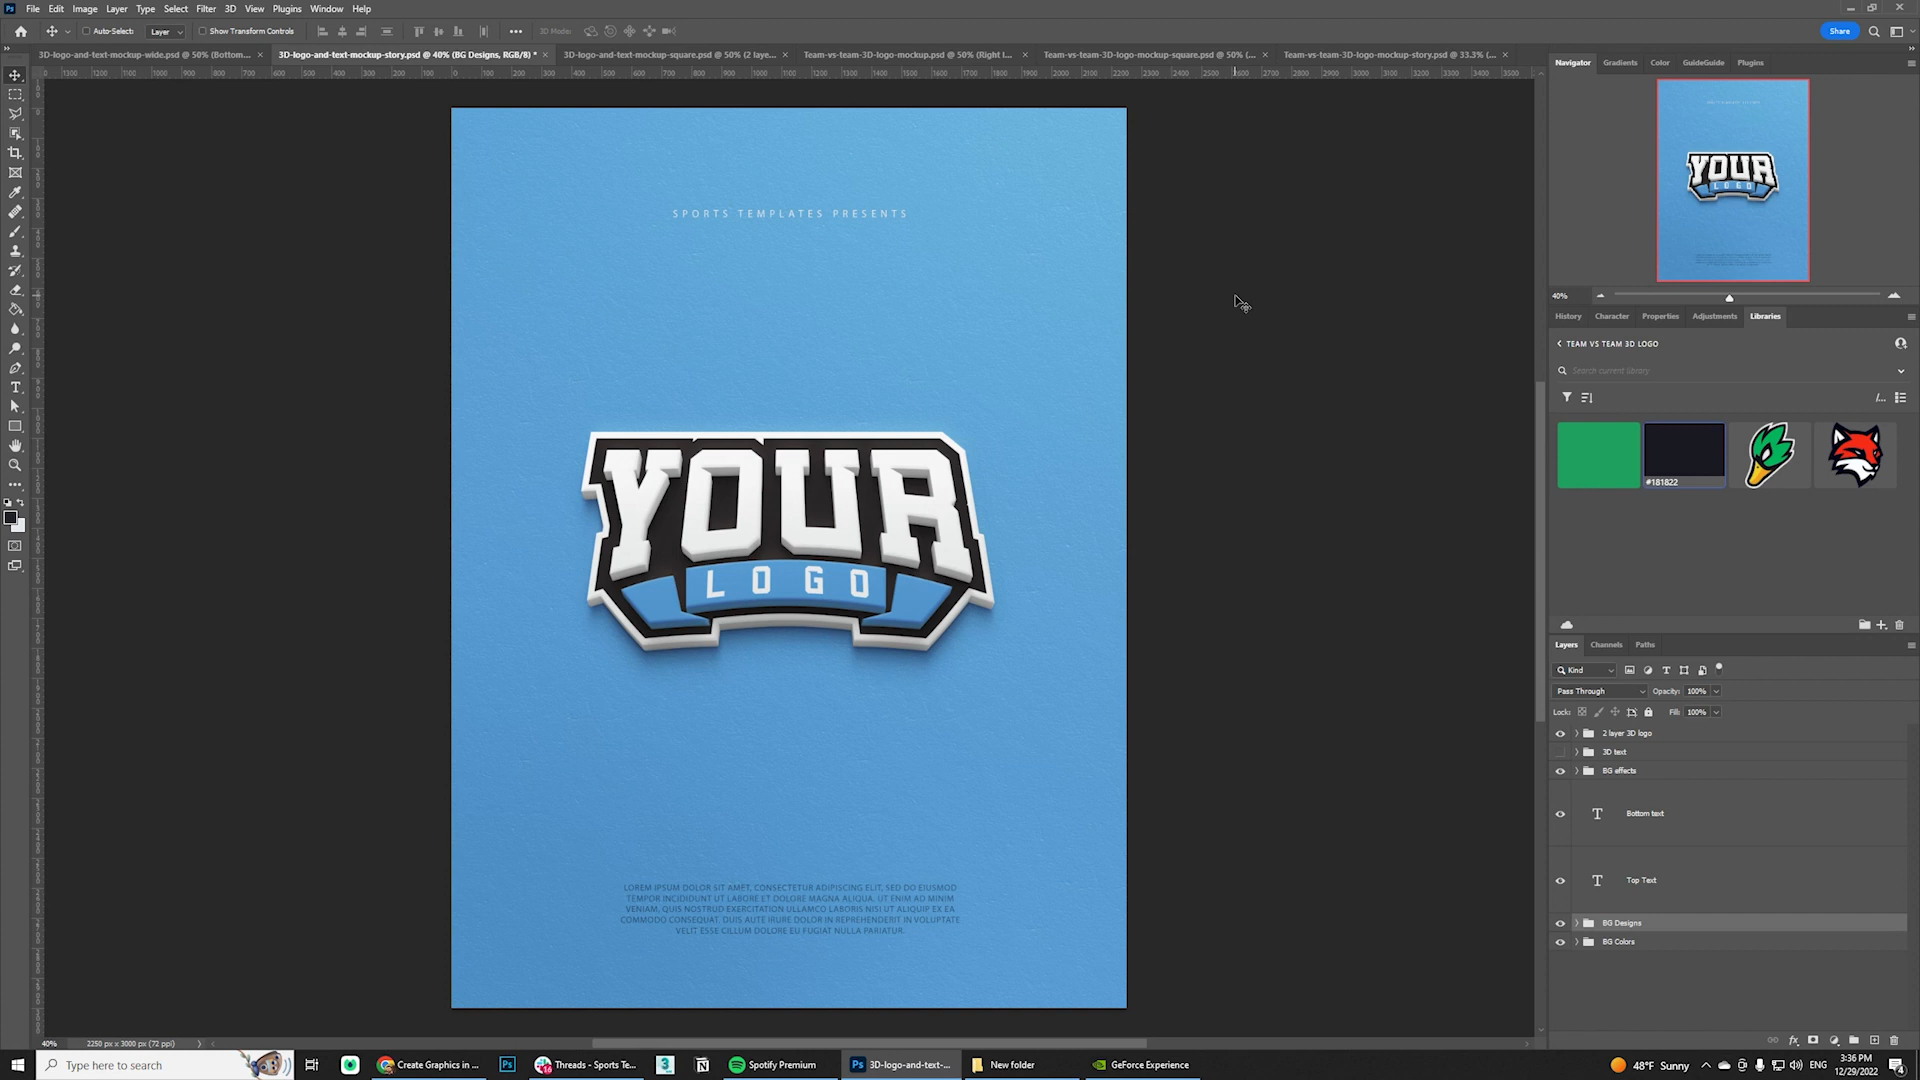 Ps File Edit Image Layer Type Select Filter 3D View Plugins Window Help
Auto-Select: Layer Show Transform Controls 3D Mode: Share
3D-logo-and-text-mockup-wide.psd @ 50% (Bottom...
3D-logo-and-text-mockup-story.psd @ 40% (BG Designs, RGB/8) *
3D-logo-and-text-mockup-square.psd @ 50% (2 laye...
Team-vs-team-3D-logo-mockup.psd @ 50% (Right l...
Team-vs-team-3D-logo-mockup-square.psd @ 50% (...
Team-vs-team-3D-logo-mockup-story.psd @ 33.3% (...
SPORTS TEMPLATES PRESENTS
YOUR
LOGO
LOREM IPSUM DOLOR SIT AMET, CONSECTETUR ADIPISCING ELIT, SED DO EIUSMOD
TEMPOR INCIDIDUNT UT LABORE ET DOLORE MAGNA ALIQUA. UT ENIM AD MINIM
VENIAM, QUIS NOSTRUD EXERCITATION ULLAMCO LABORIS NISI UT ALIQUIP EX EA
COMMODO CONSEQUAT. DUIS AUTE IRURE DOLOR IN REPREHENDERIT IN VOLUPTATE
VELIT ESSE CILLUM DOLORE EU FUGIAT NULLA PARIATUR.
Navigator Gradients Color GuideGuide Plugins
YOUR
LOGO
40%
History Character Properties Adjustments Libraries
TEAM VS TEAM 3D LOGO
Search current library
#181822
Layers Channels Paths
Kind
Pass Through Opacity: 100%
Lock: Fill: 100%
2 layer 3D logo
3D text
BG effects
Bottom text
Top Text
BG Designs
BG Colors
40% 2250 px x 3000 px (72 ppi)
Type here to search
Create Graphics in ...
Ps
Threads - Sports Te...
Spotify Premium
Ps 3D-logo-and-text-...
New folder
GeForce Experience
48°F Sunny
ENG
3:36 PM
12/29/2022